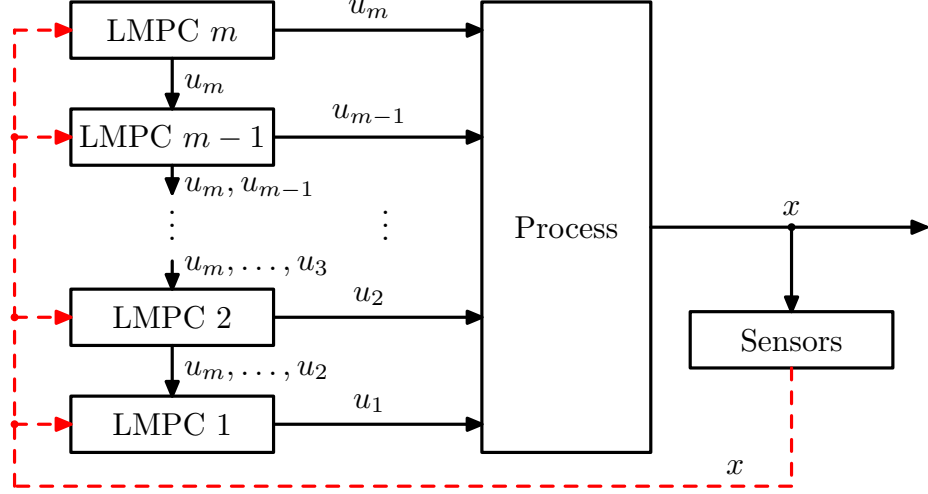 LMPC m
u_m
u_m
LMPC m − 1
u_{m−1}
u_m, u_{m−1}
⋮ ⋮
Process
x
u_m, . . . , u_3
LMPC 2
u_2
Sensors
u_m, . . . , u_2
LMPC 1
u_1
x